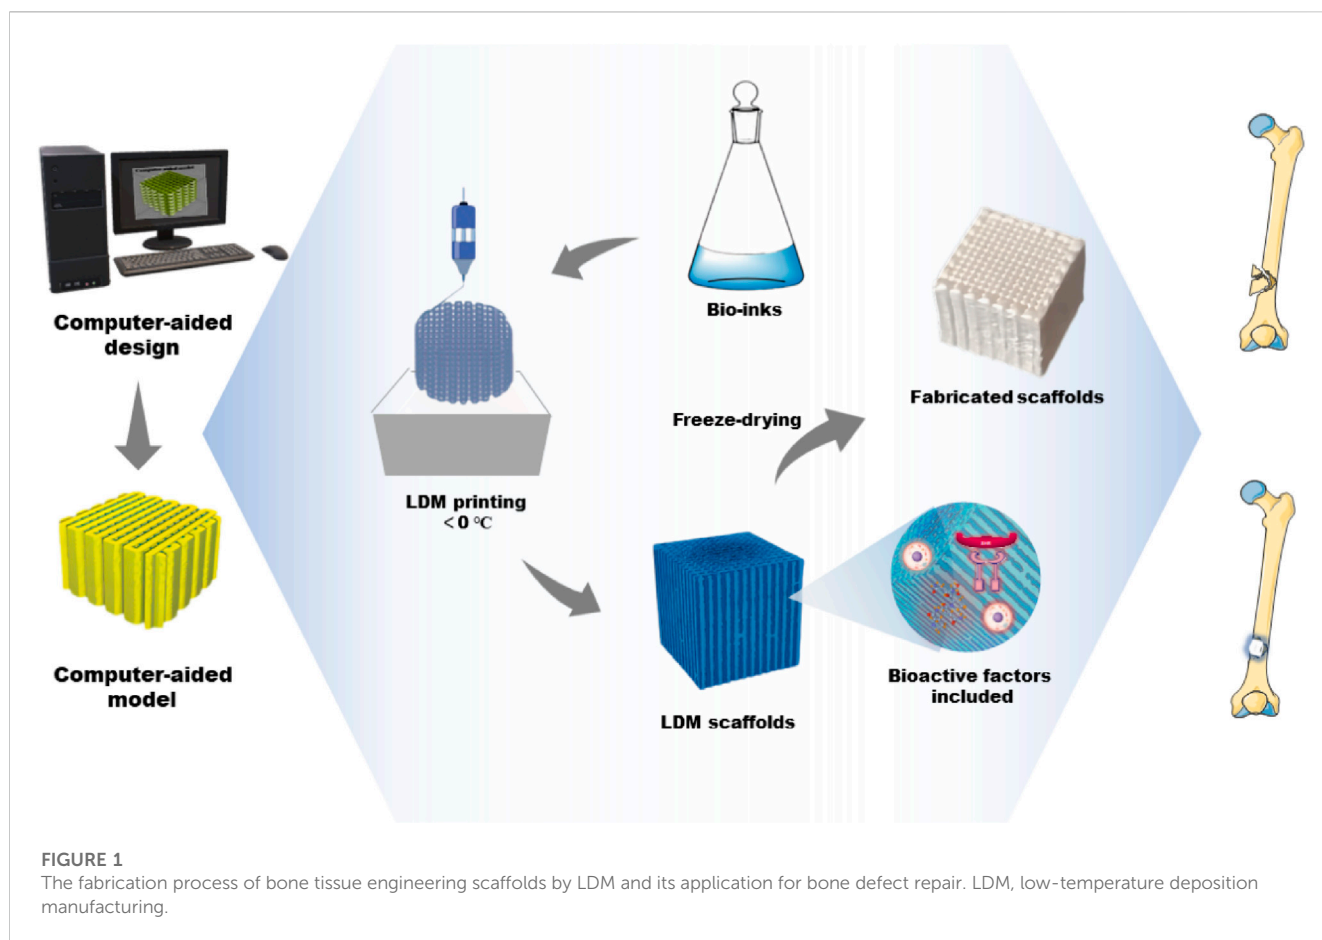 Computer-aided
design
Computer-aided
model
LDM printing
<0 °C
Bio-inks
Freeze-drying
LDM scaffolds
Fabricated scaffolds
Bioactive factors
included
FIGURE 1
The fabrication process of bone tissue engineering scaffolds by LDM and its application for bone defect repair. LDM, low-temperature deposition
manufacturing.